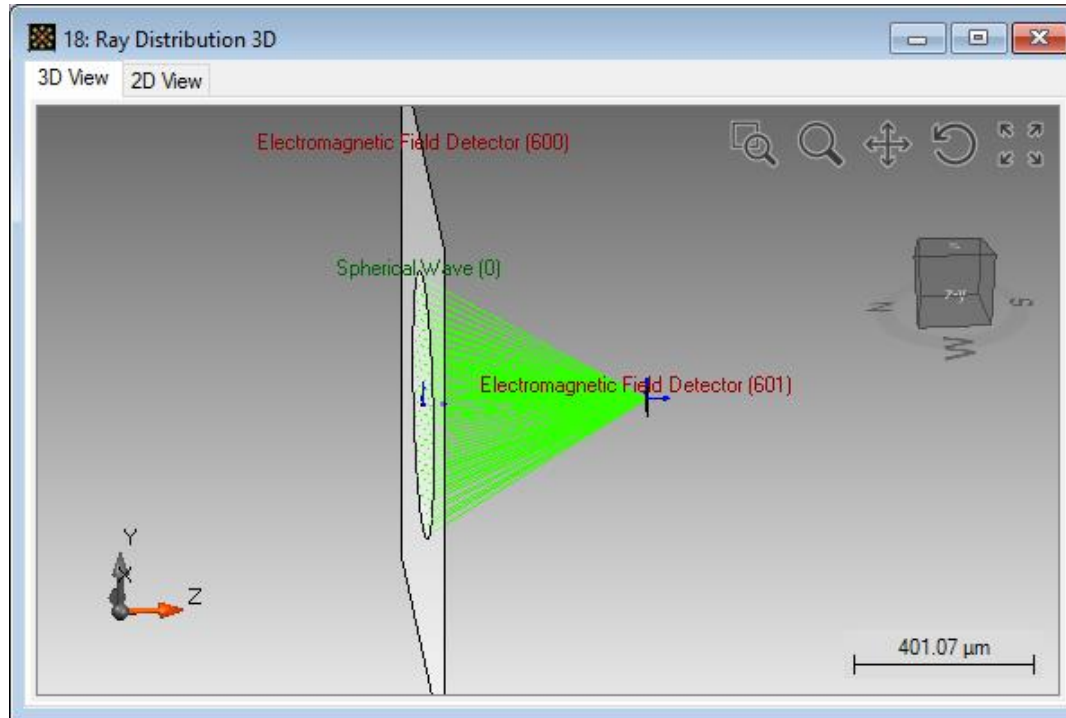 18: Ray Distribution 3D
3D View 2D View
Electromagnetic Field Detector (600)
Spherical Wave (0)
z-y
N
S
W
Electromagnetic Field Detector (601)
Y
X
Z
401.07 µm